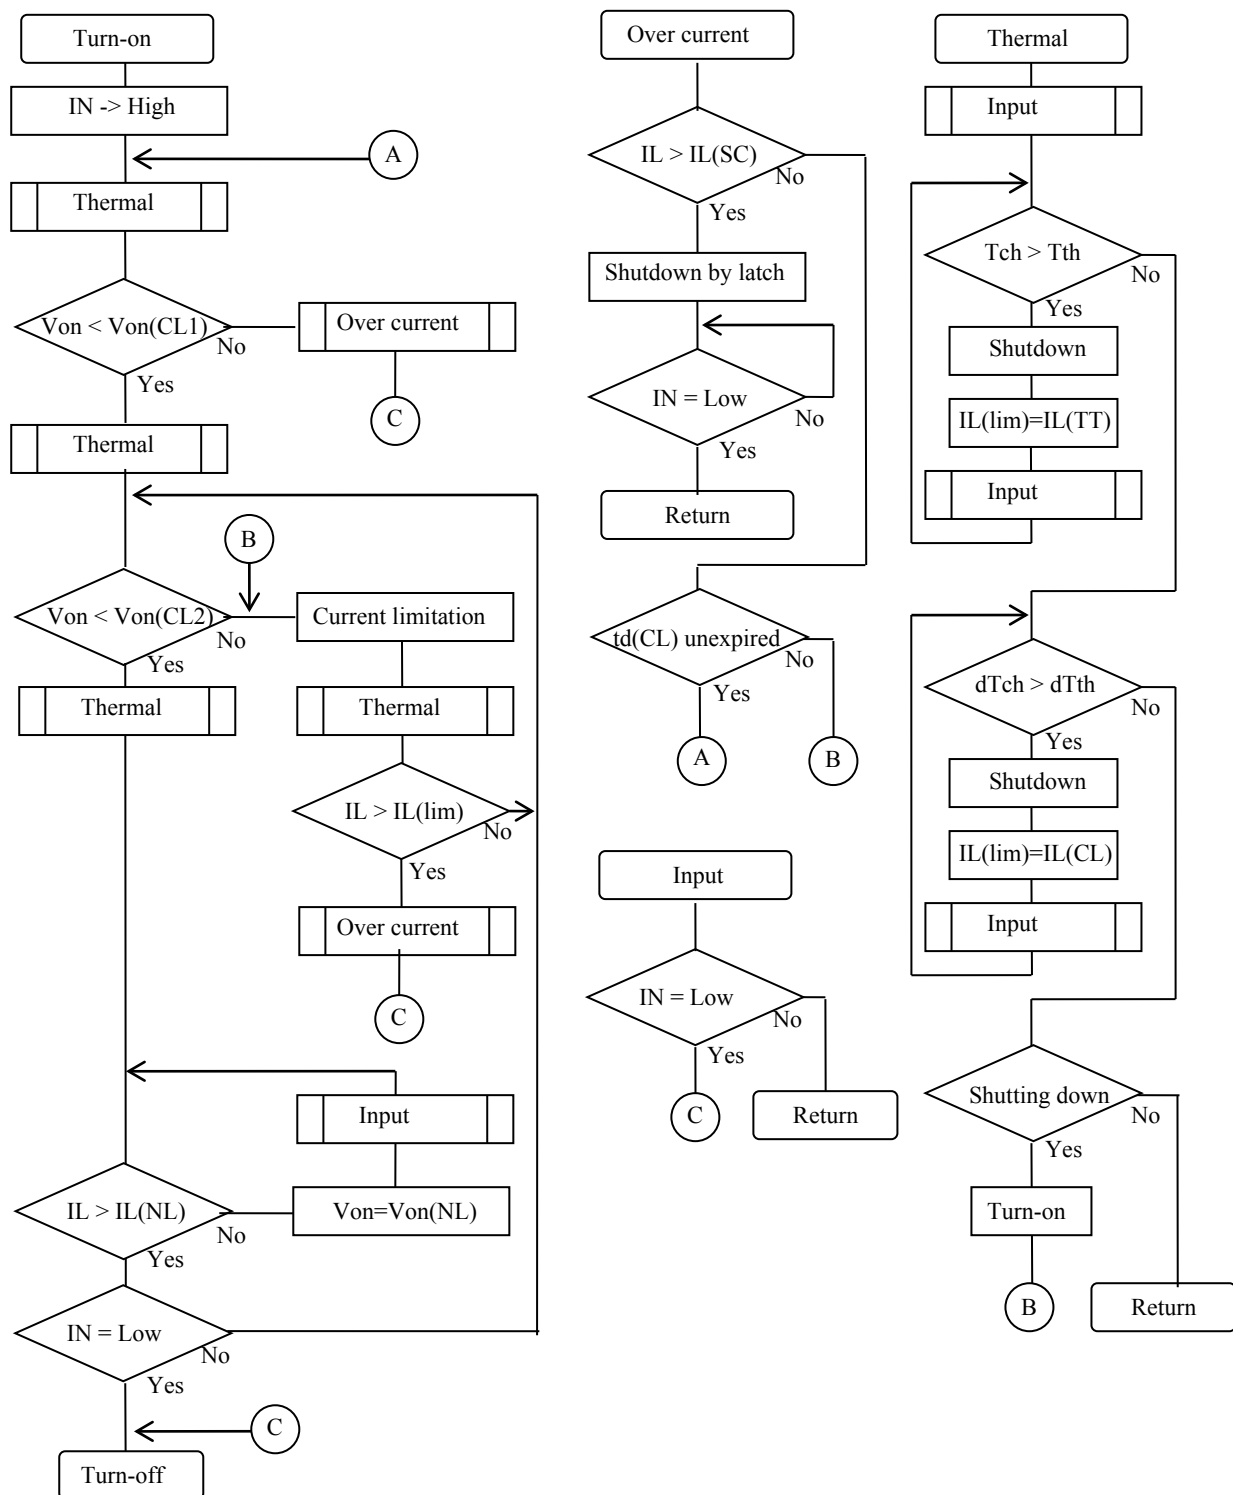 Turn-on
IN -> High
A
Thermal
Von < Von(CL1)
No
Yes
Over current
C
Thermal
B
Von < Von(CL2)
No
Yes
Current limitation
Thermal
Thermal
IL > IL(lim)
No
Yes
Over current
C
Input
Von=Von(NL)
IL > IL(NL)
No
Yes
IN = Low
No
Yes
C
Turn-off
Over current
IL > IL(SC)
No
Yes
Shutdown by latch
IN = Low
No
Yes
Return
td(CL) unexpired
No
Yes
A
B
Input
IN = Low
No
Yes
C
Return
Thermal
Input
Tch > Tth
No
Yes
Shutdown
IL(lim)=IL(TT)
Input
dTch > dTth
No
Yes
Shutdown
IL(lim)=IL(CL)
Input
Shutting down
No
Yes
Turn-on
B
Return